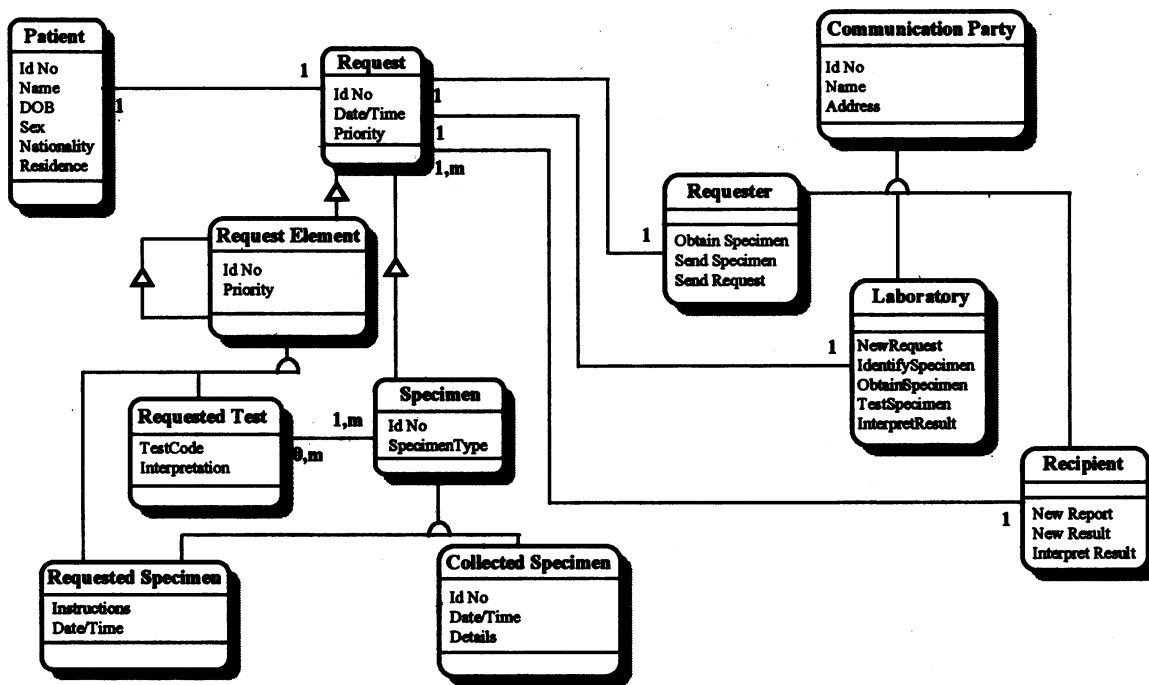 Patient
Id No
Name
DOB
Sex
Nationality
Residence
1
1
Request
Id No
Date/Time
Priority
1
1
1,m
Communication Party
Id No
Name
Address
Requester
Obtain Specimen
Send Specimen
Send Request
1
Request Element
Id No
Priority
Laboratory
NewRequest
IdentifySpecimen
ObtainSpecimen
TestSpecimen
InterpretResult
1
Requested Test
TestCode
Interpretation
1,m
0,m
Specimen
Id No
SpecimenType
Recipient
New Report
New Result
Interpret Result
1
Requested Specimen
Instructions
Date/Time
Collected Specimen
Id No
Date/Time
Details